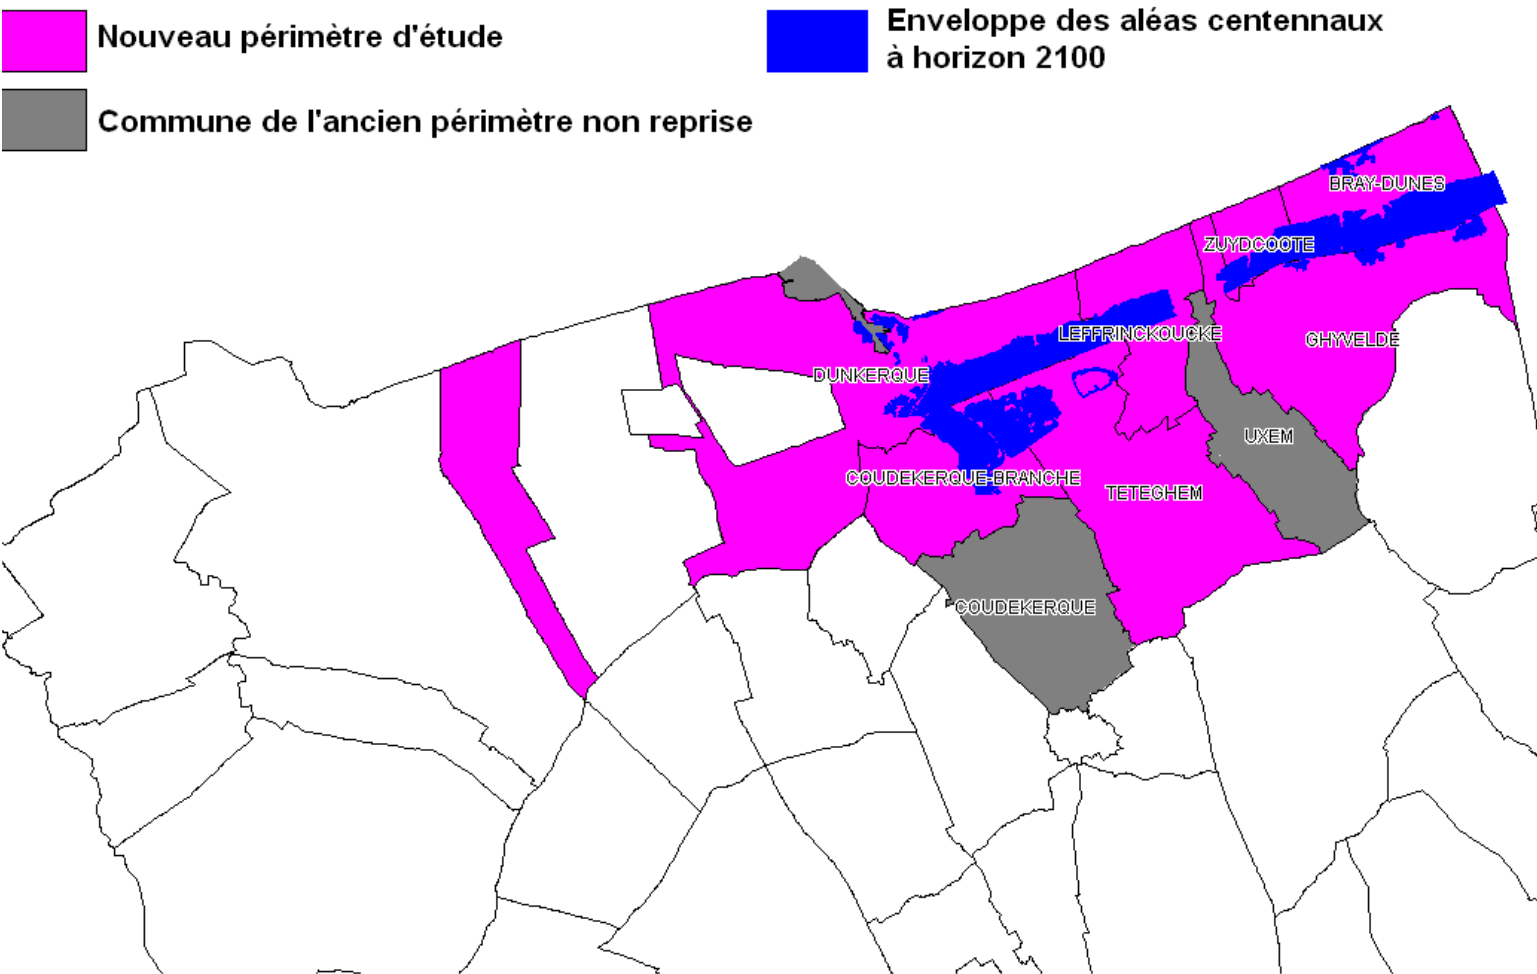 Nouveau périmètre d'étude
Enveloppe des aléas centennaux
à horizon 2100
Commune de l'ancien périmètre non reprise
BRAY-DUNES
ZUYDCOOTE
LEFFRINCKOUCKE
GHYVELDE
DUNKERQUE
UXEM
COUDEKERQUE-BRANCHE
TETEGHEM
COUDEKERQUE